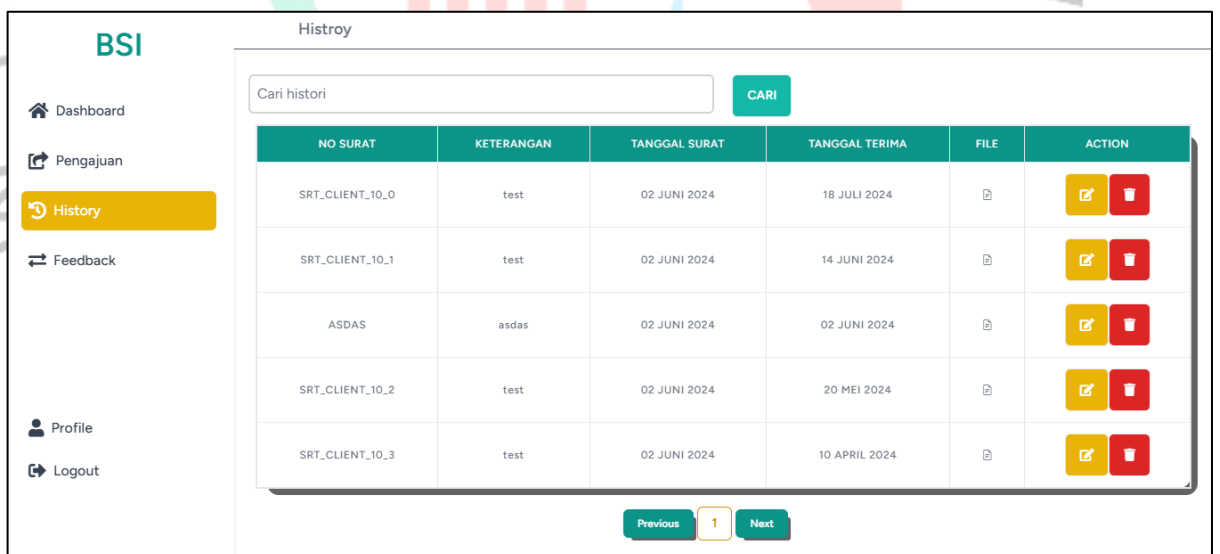 BSI
Dashboard
Pengajuan
History
Feedback
Profile
Logout
Histroy
Cari histori
CARI
NO SURAT KETERANGAN TANGGAL SURAT TANGGAL TERIMA FILE ACTION
SRT_CLIENT_10_0 test 02 JUNI 2024 18 JULI 2024
SRT_CLIENT_10_1 test 02 JUNI 2024 14 JUNI 2024
ASDAS asdas 02 JUNI 2024 02 JUNI 2024
SRT_CLIENT_10_2 test 02 JUNI 2024 20 MEI 2024
SRT_CLIENT_10_3 test 02 JUNI 2024 10 APRIL 2024
Previous 1 Next